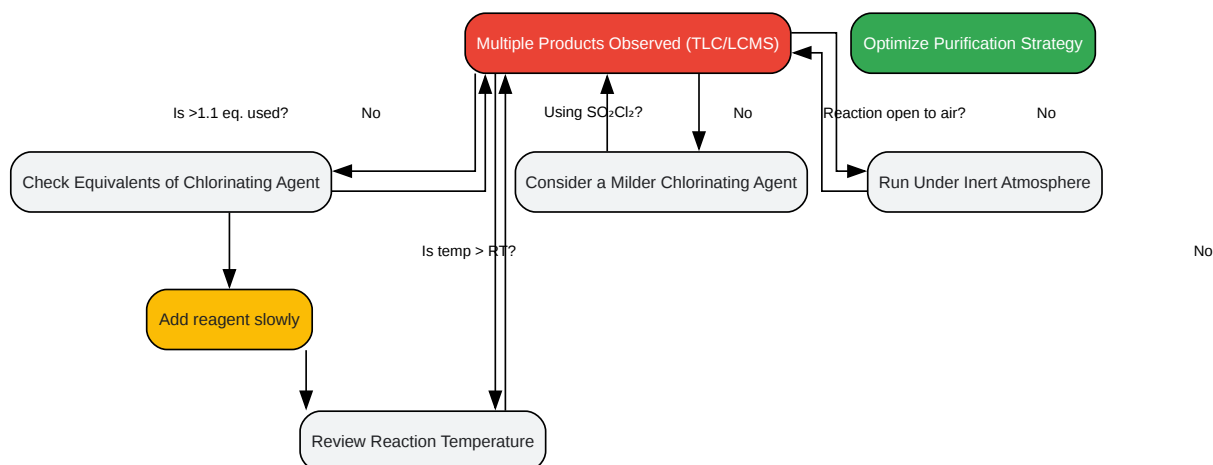 Multiple Products Observed (TLC/LCMS)
Optimize Purification Strategy
Is >1.1 eq. used?
No
Using SO₂Cl₂?
No
Reaction open to air?
No
Check Equivalents of Chlorinating Agent
Consider a Milder Chlorinating Agent
Run Under Inert Atmosphere
Is temp > RT?
No
Add reagent slowly
Review Reaction Temperature